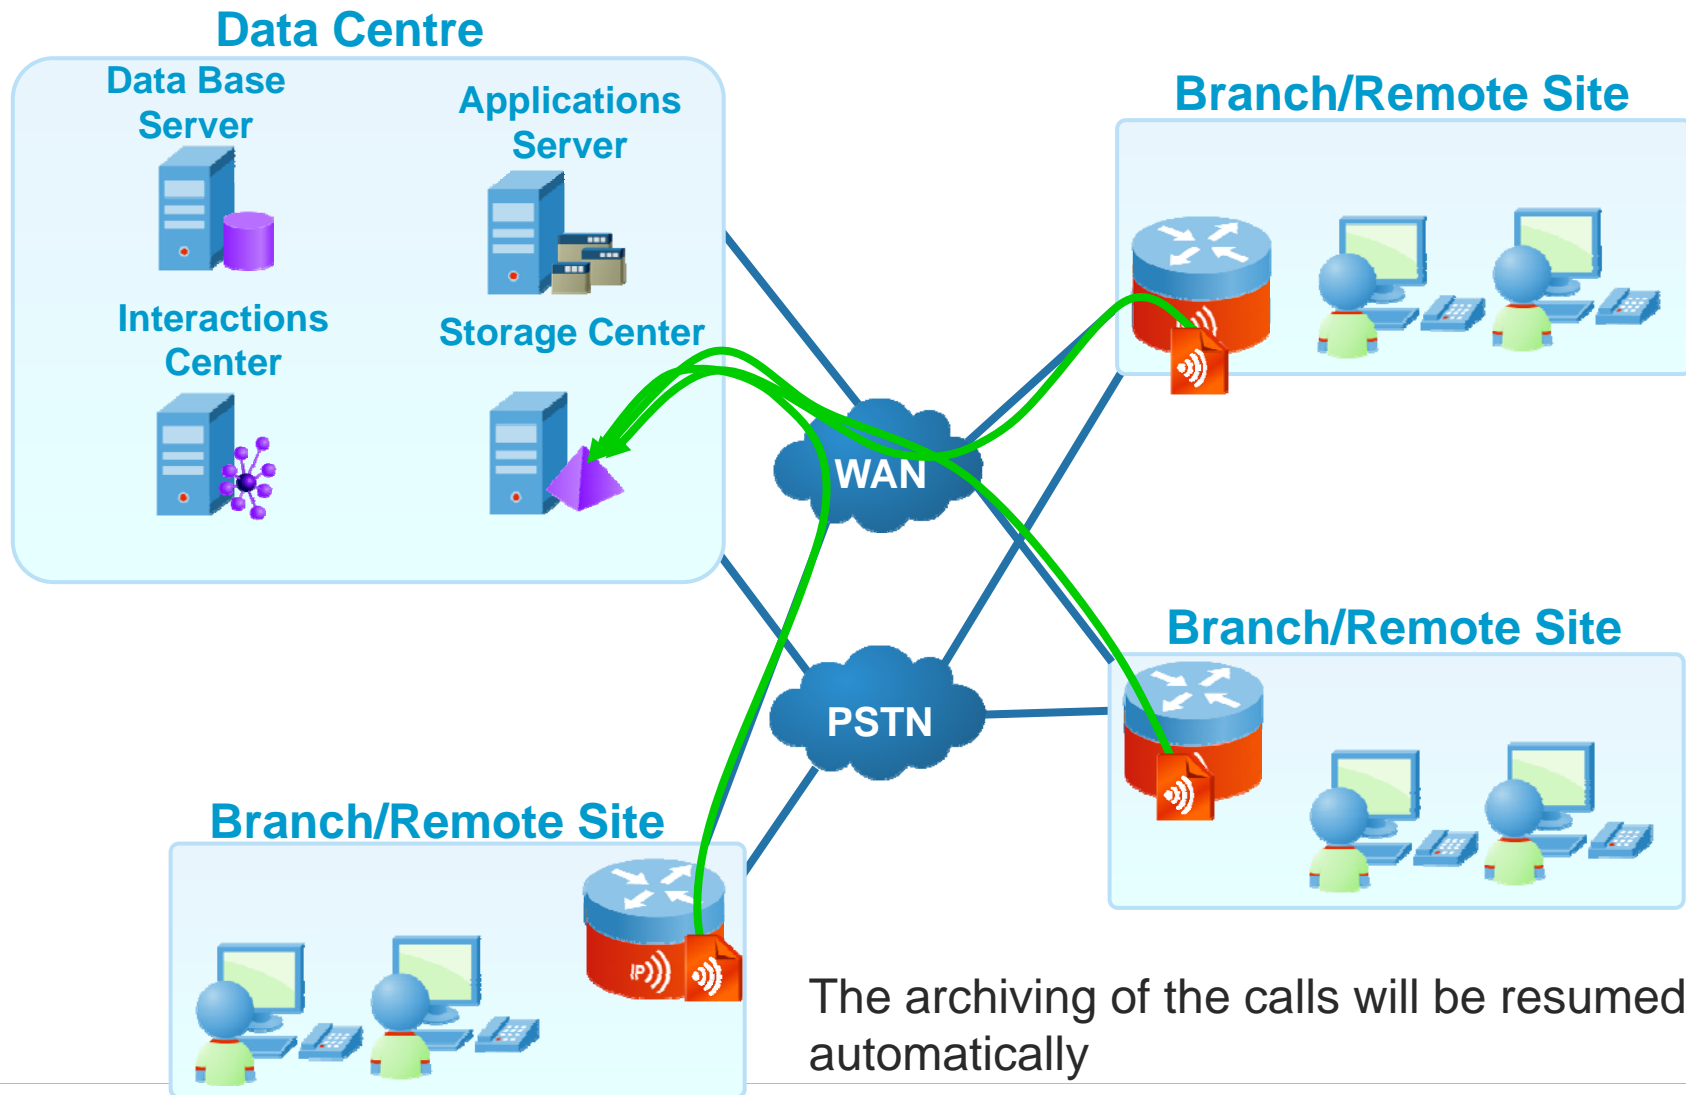 Data Centre
Data Base
Server
Applications
Server
Interactions
Center
Storage Center
Branch/Remote Site
WAN
PSTN
Branch/Remote Site
Branch/Remote Site
IP
The archiving of the calls will be resumed
automatically